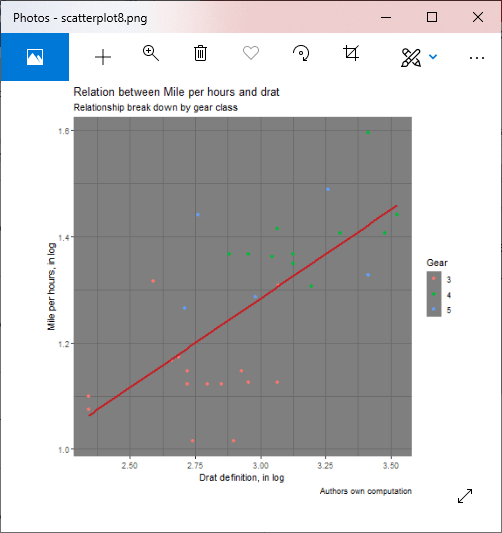 Photos - scatterplot8.png
Relation between Mile per hours and drat
Relationship break down by gear class
1.6
1.4
1.2
1.0
Mile per hours, in log
2.50 2.75 3.00 3.25 3.50
Drat definition, in log
Authors own computation
Gear
3
4
5